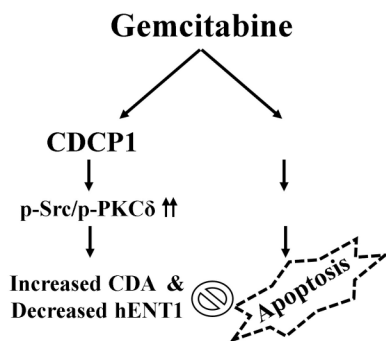 Gemcitabine
CDCP1
p-Src/p-PKCδ ⇈
Increased CDA &
Decreased hENT1
Apoptosis